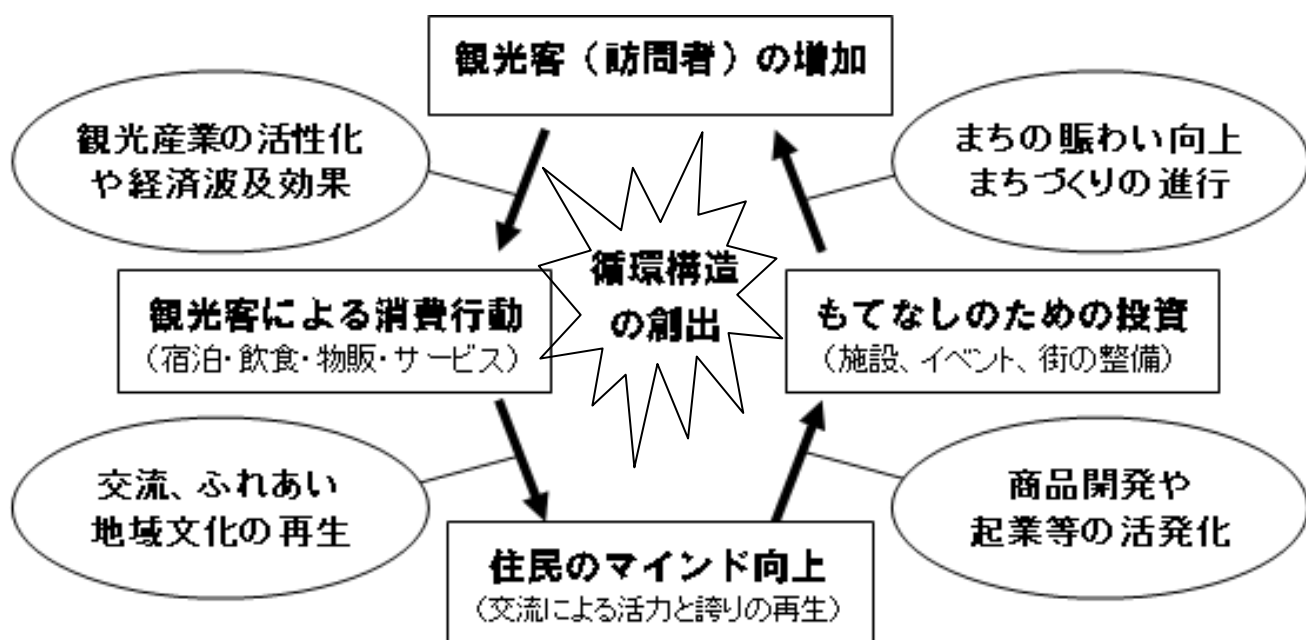 観光客（訪問者）の増加
観光産業の活性化
や経済波及効果
まちの賑わい向上
まちづくりの進行
循環構造
の創出
観光客による消費行動
（宿泊・飲食・物販・サービス）
もてなしのための投資
（施設、イベント、街の整備）
交流、ふれあい
地域文化の再生
商品開発や
起業等の活発化
住民のマインド向上
（交流による活力と誇りの再生）